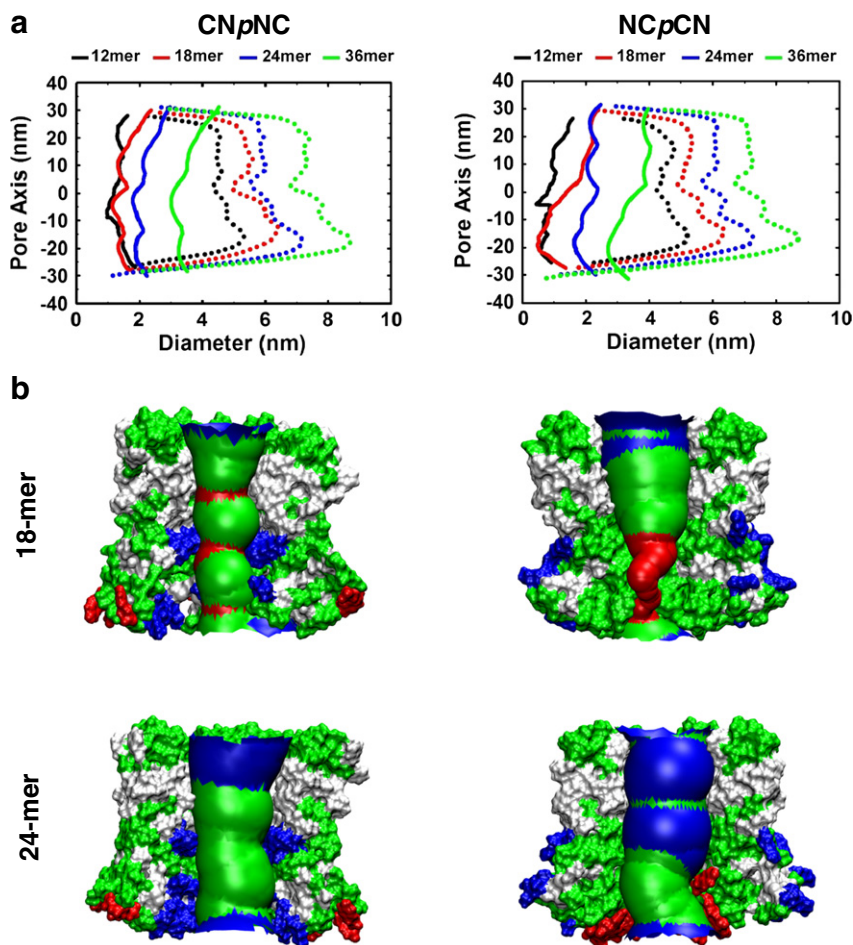 a
CNpNC
NCpCN
12mer 18mer 24mer 36mer
12mer 18mer 24mer 36mer
40
30
20
10
0
-10
-20
-30
-40
Pore Axis (nm)
0 2 4 6 8 10
Diameter (nm)
40
30
20
10
0
-10
-20
-30
-40
Pore Axis (nm)
0 2 4 6 8 10
Diameter (nm)
b
18-mer
24-mer